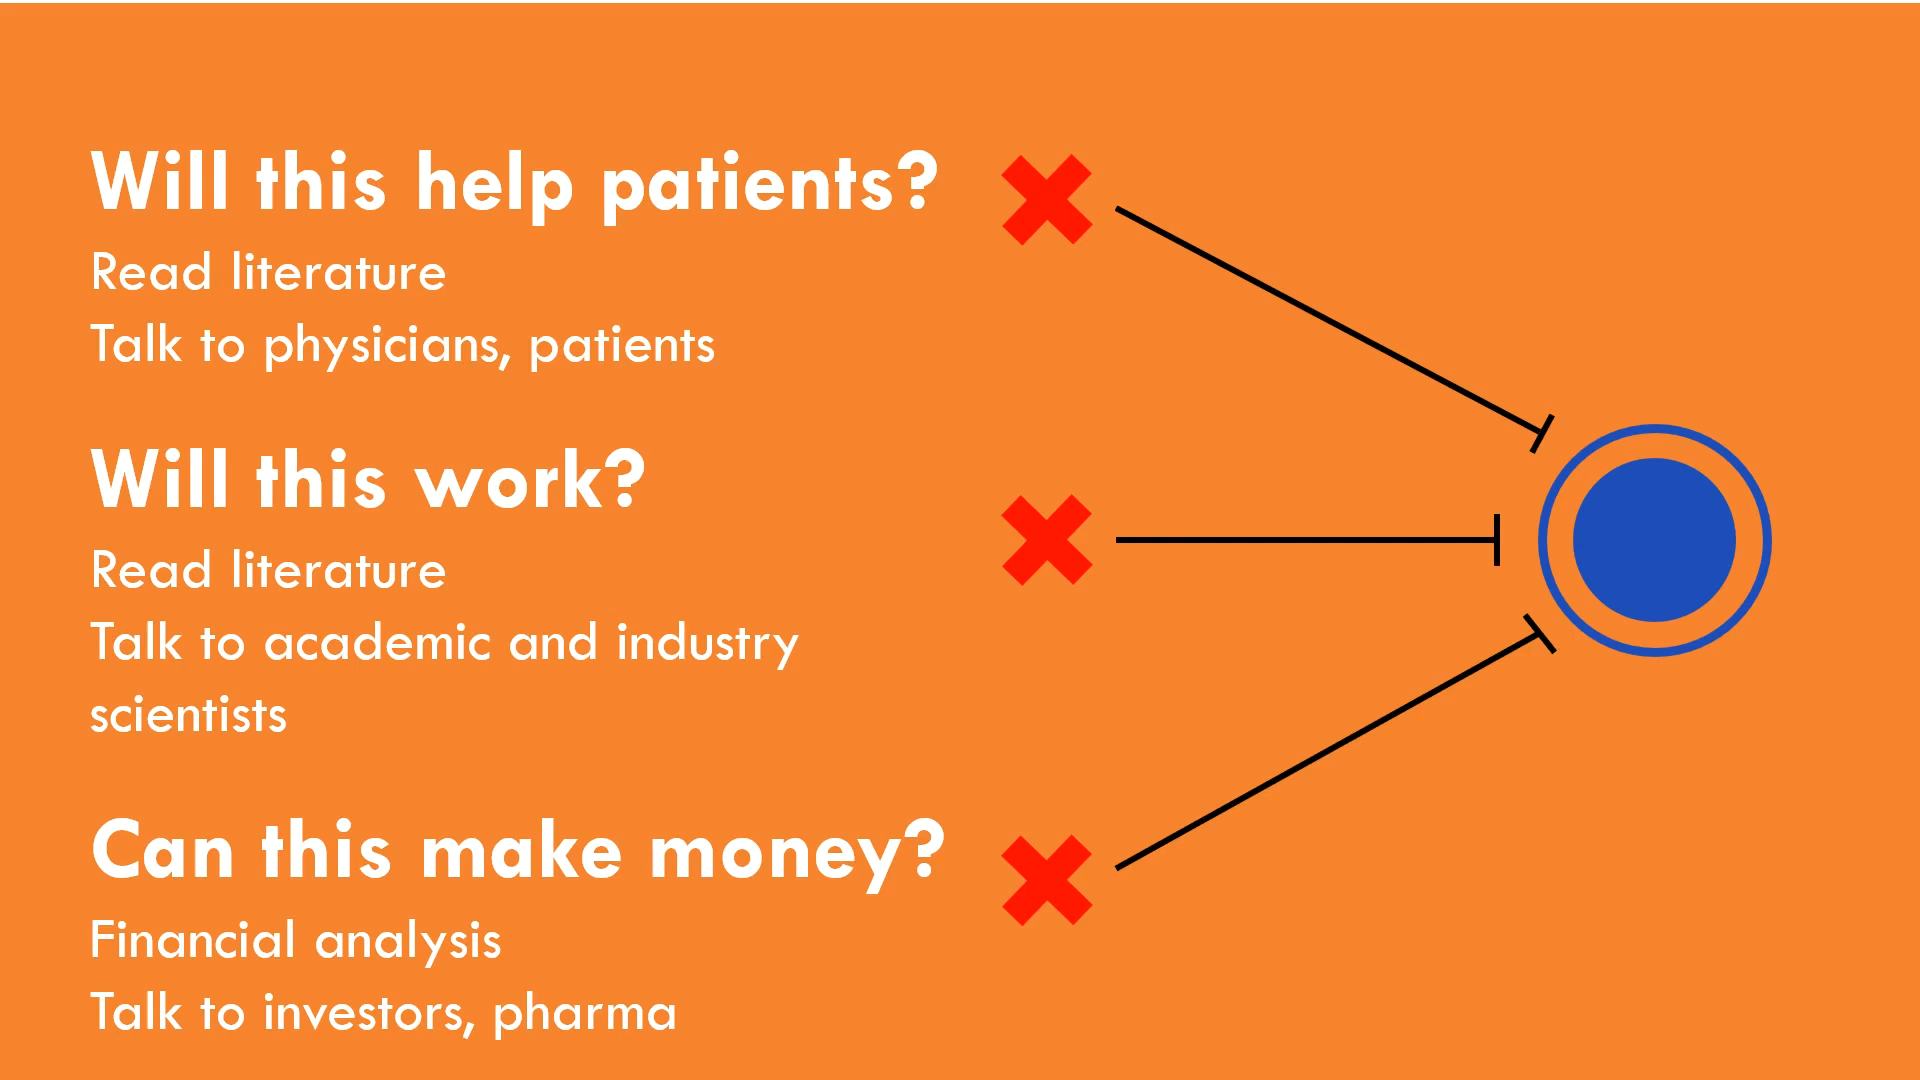 Will this help patients?
Read literature
Talk to physicians, patients
Will this work?
Read literature
Talk to academic and industry
scientists
Can this make money?
Financial analysis
Talk to investors, pharma